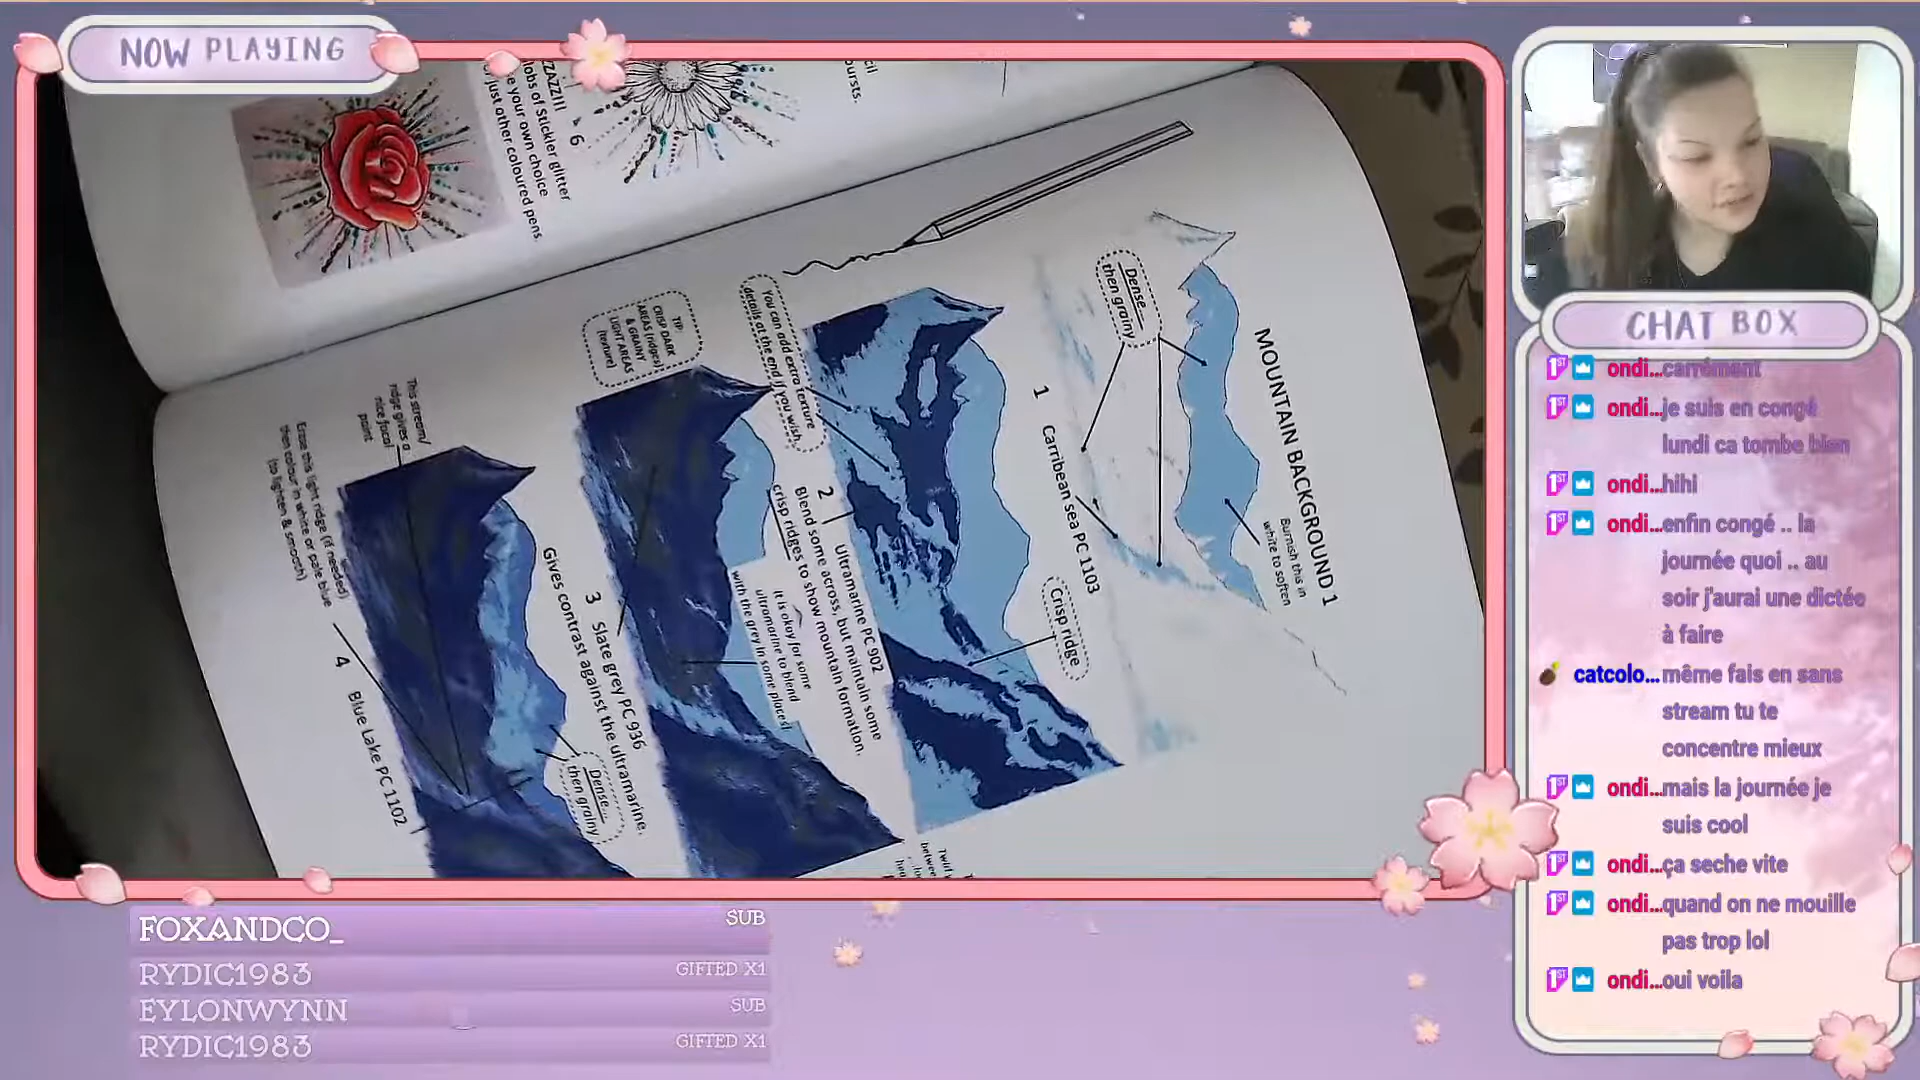 NOW PLAYING
ZZAZZ!!!
lobs of Stickler glitter
e your own choice
r just other coloured pens.
6
bursts.
MOUNTAIN BACKGROUND 1
Burnish this in
white to soften
Dense...
then grainy
1 Carribean sea PC 1103
Crisp ridge
You can add extra texture
details at the end if you wish.
2 Ultramarine PC 902
Blend some across, but maintain some
crisp ridges to show mountain formation.
TIP:
CRISP DARK
AREAS (ridges)
& GRAINY
LIGHT AREAS
(texture)
It is okay for some
ultramarine to blend
with the grey in some places!
3 Slate grey PC 936
Gives contrast against the ultramarine.
Dense...
then grainy
This stream/
ridge gives a
nice focal
point
Erase this light ridge (if needed)
then colour in white or pale blue
(to lighten & smooth)
4 Blue Lake PC 1102
CHAT BOX
ondi...carrément
ondi...je suis en congé
lundi ca tombe bien
ondi...hihi
ondi...enfin congé .. la
journée quoi .. au
soir j'aurai une dictée
à faire
catcolo...même fais en sans
stream tu te
concentre mieux
ondi...mais la journée je
suis cool
ondi...ça seche vite
ondi...quand on ne mouille
pas trop lol
ondi...oui voila
FOXANDCO_ SUB
RYDIC1983 GIFTED X1
EYLONWYNN SUB
RYDIC1983 GIFTED X1